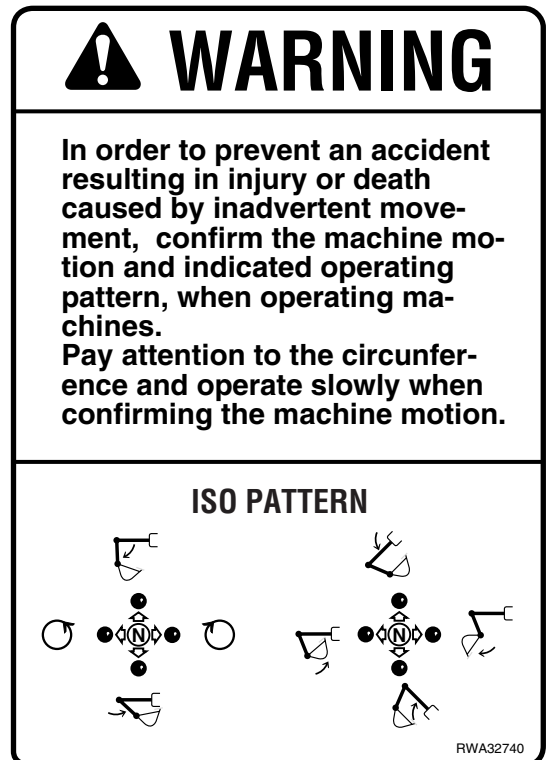 WARNING
In order to prevent an accident
resulting in injury or death
caused by inadvertent move-
ment, confirm the machine mo-
tion and indicated operating
pattern, when operating ma-
chines.
Pay attention to the circunfer-
ence and operate slowly when
confirming the machine motion.
ISO PATTERN
N N
RWA32740